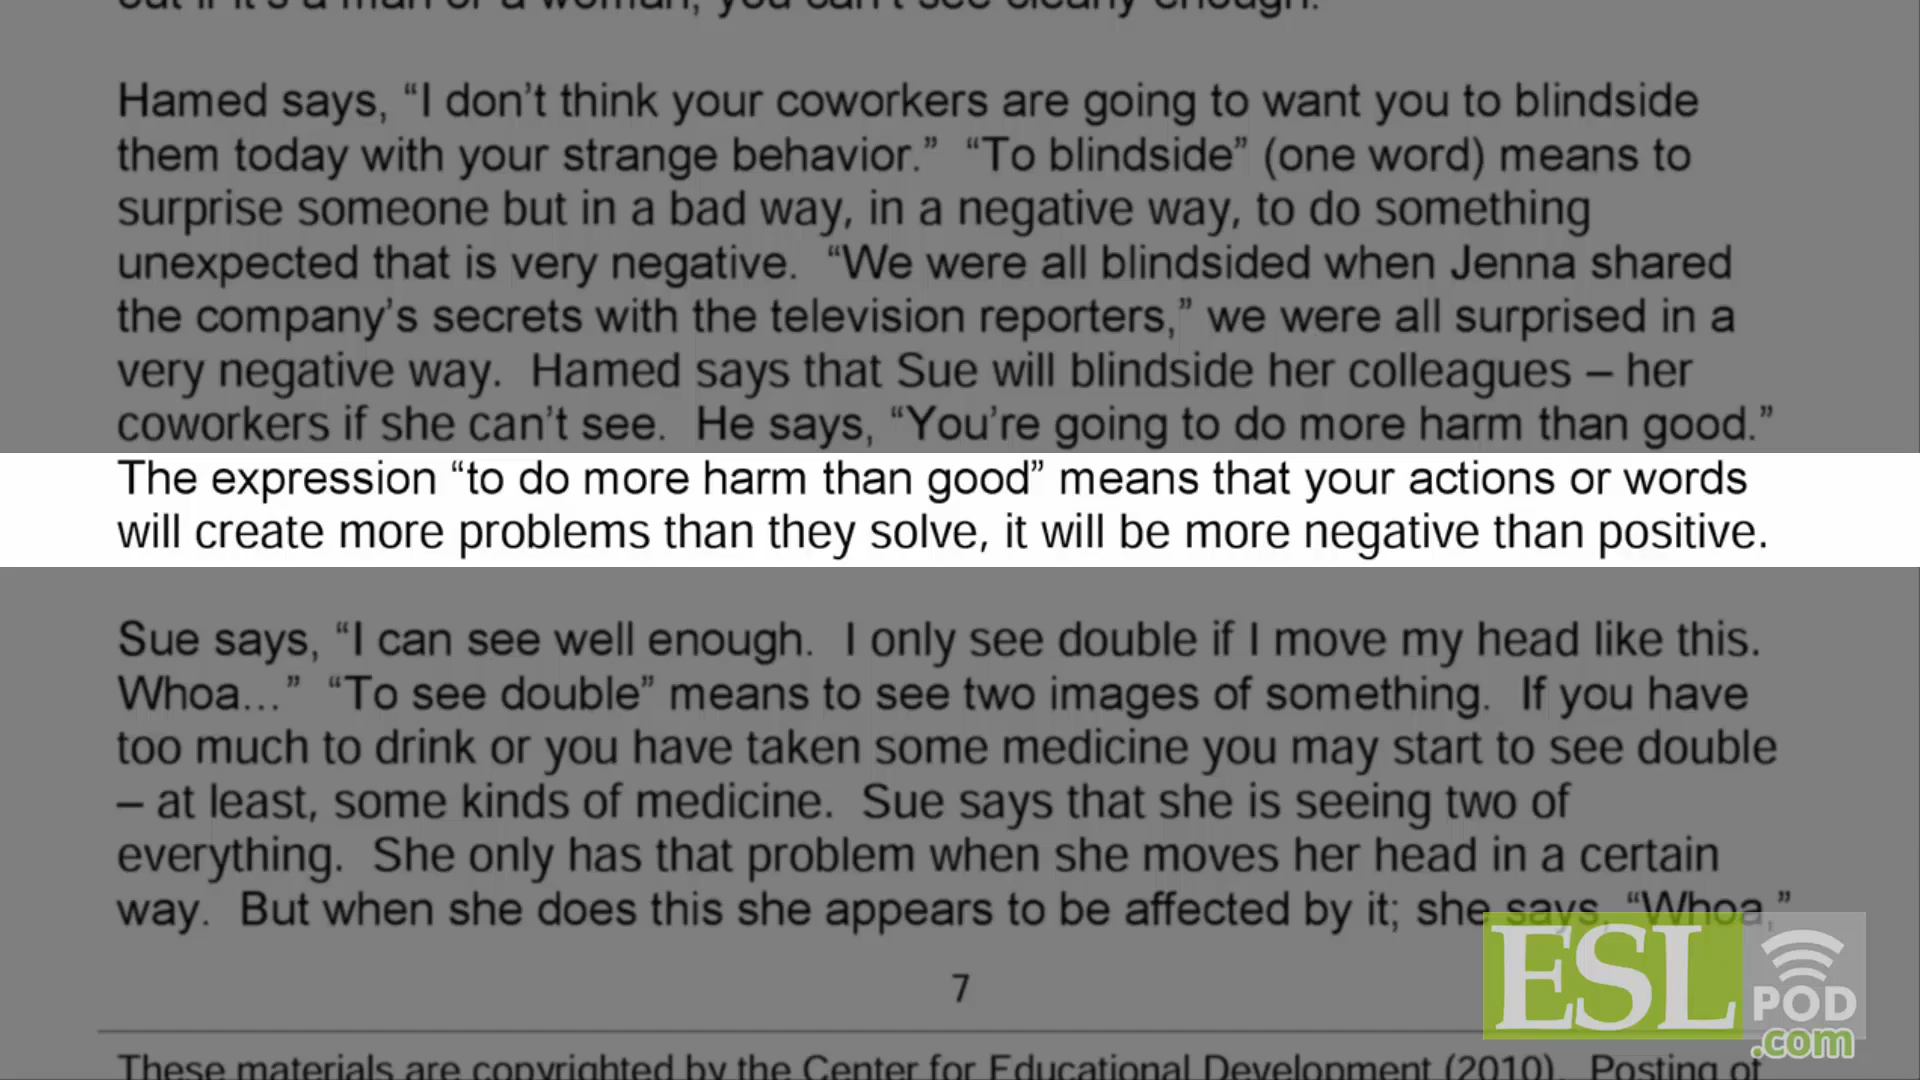 out if it's a man or a woman, you can't see clearly enough.
Hamed says, “I don't think your coworkers are going to want you to blindside
them today with your strange behavior.”  “To blindside” (one word) means to
surprise someone but in a bad way, in a negative way, to do something
unexpected that is very negative.  “We were all blindsided when Jenna shared
the company's secrets with the television reporters,” we were all surprised in a
very negative way.  Hamed says that Sue will blindside her colleagues – her
coworkers if she can't see.  He says, “You're going to do more harm than good.”
The expression “to do more harm than good” means that your actions or words
will create more problems than they solve, it will be more negative than positive.
Sue says, “I can see well enough.  I only see double if I move my head like this.
Whoa…”  “To see double” means to see two images of something.  If you have
too much to drink or you have taken some medicine you may start to see double
– at least, some kinds of medicine.  Sue says that she is seeing two of
everything.  She only has that problem when she moves her head in a certain
way.  But when she does this she appears to be affected by it; she says, “Whoa,”
7
These materials are copyrighted by the Center for Educational Development (2010).  Posting of
ESL
POD
.com